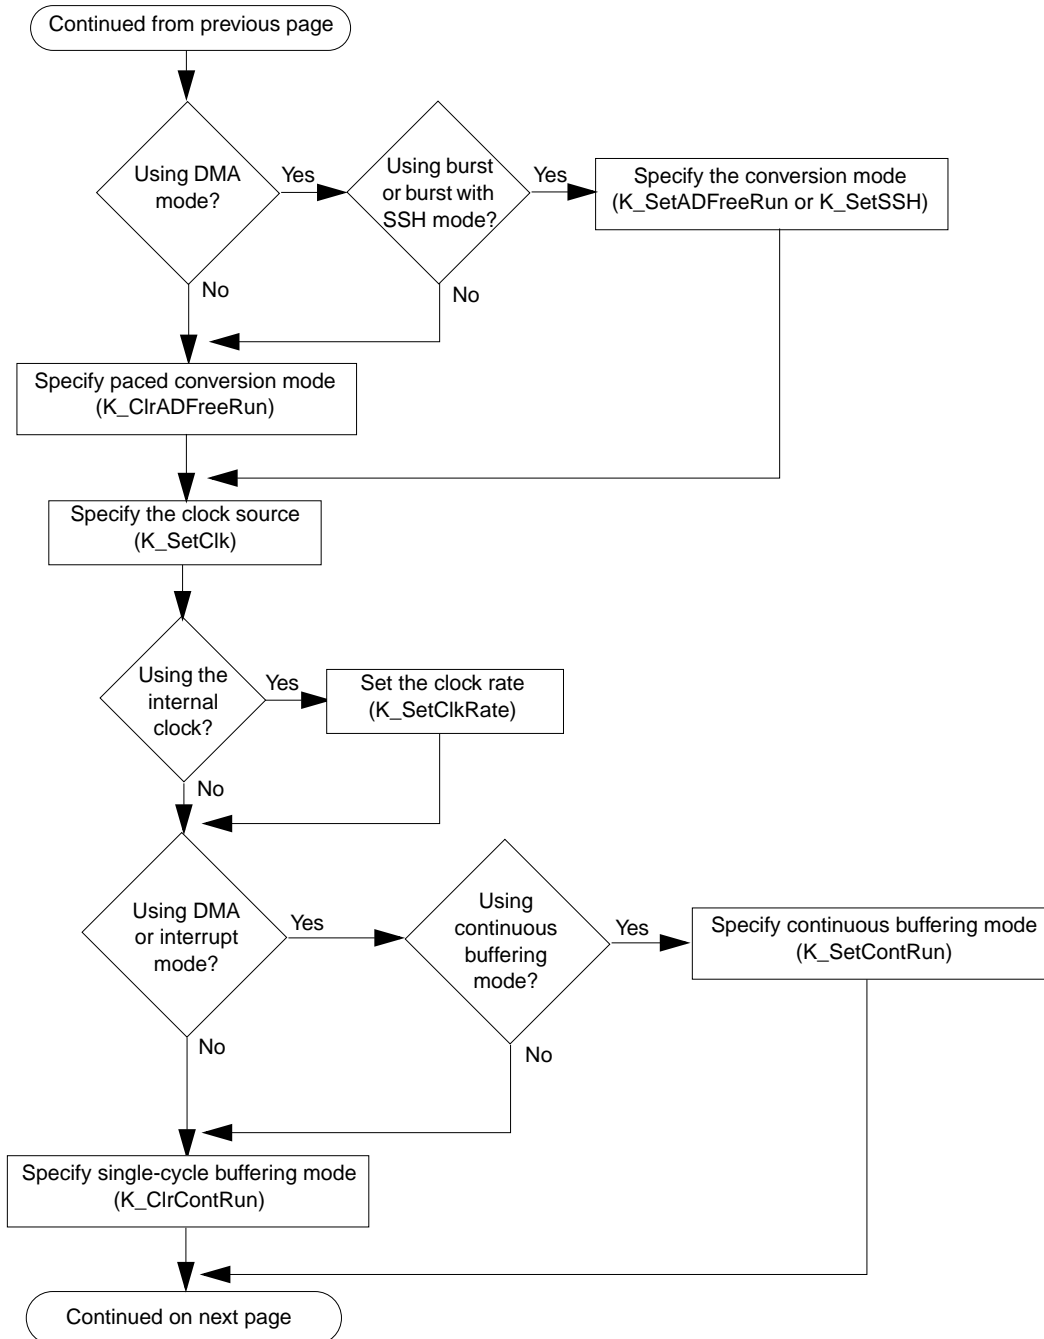 Continued from previous page
Using DMA
mode?
Yes
Using burst
or burst with
SSH mode?
Yes
Specify the conversion mode
(K_SetADFreeRun or K_SetSSH)
No
No
Specify paced conversion mode
(K_ClrADFreeRun)
Specify the clock source
(K_SetClk)
Using the
internal
clock?
Yes
Set the clock rate
(K_SetClkRate)
No
Using DMA
or interrupt
mode?
Yes
Using
continuous
buffering
mode?
Yes
Specify continuous buffering mode
(K_SetContRun)
No
No
Specify single-cycle buffering mode
(K_ClrContRun)
Continued on next page